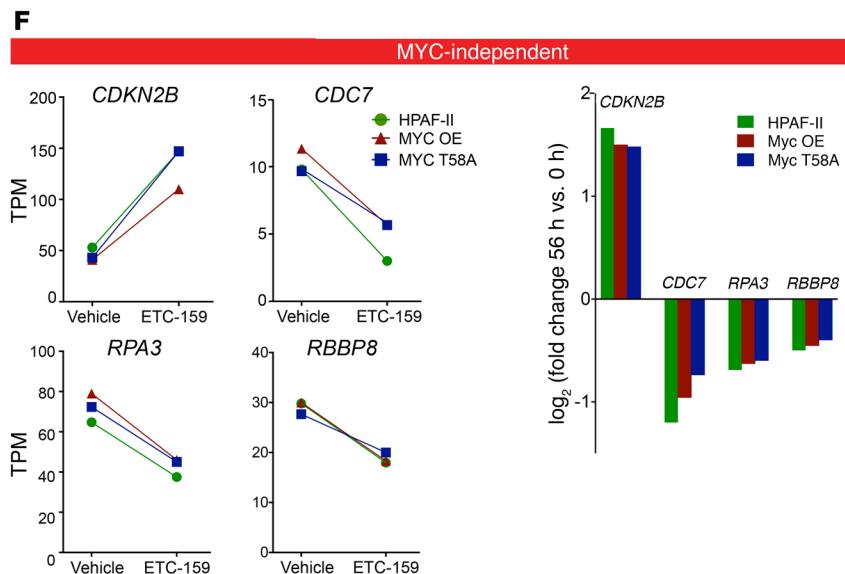 F
MYC-independent
CDKN2B
200
150
100
50
0
TPM
Vehicle
ETC-159
CDC7
15
10
5
0
HPAF-II
MYC OE
MYC T58A
Vehicle
ETC-159
RPA3
100
80
60
40
20
0
TPM
Vehicle
ETC-159
RBBP8
40
30
20
10
0
Vehicle
ETC-159
2
1
0
-1
log2 (fold change 56 h vs. 0 h)
CDKN2B
HPAF-II
Myc OE
Myc T58A
CDC7
RPA3
RBBP8